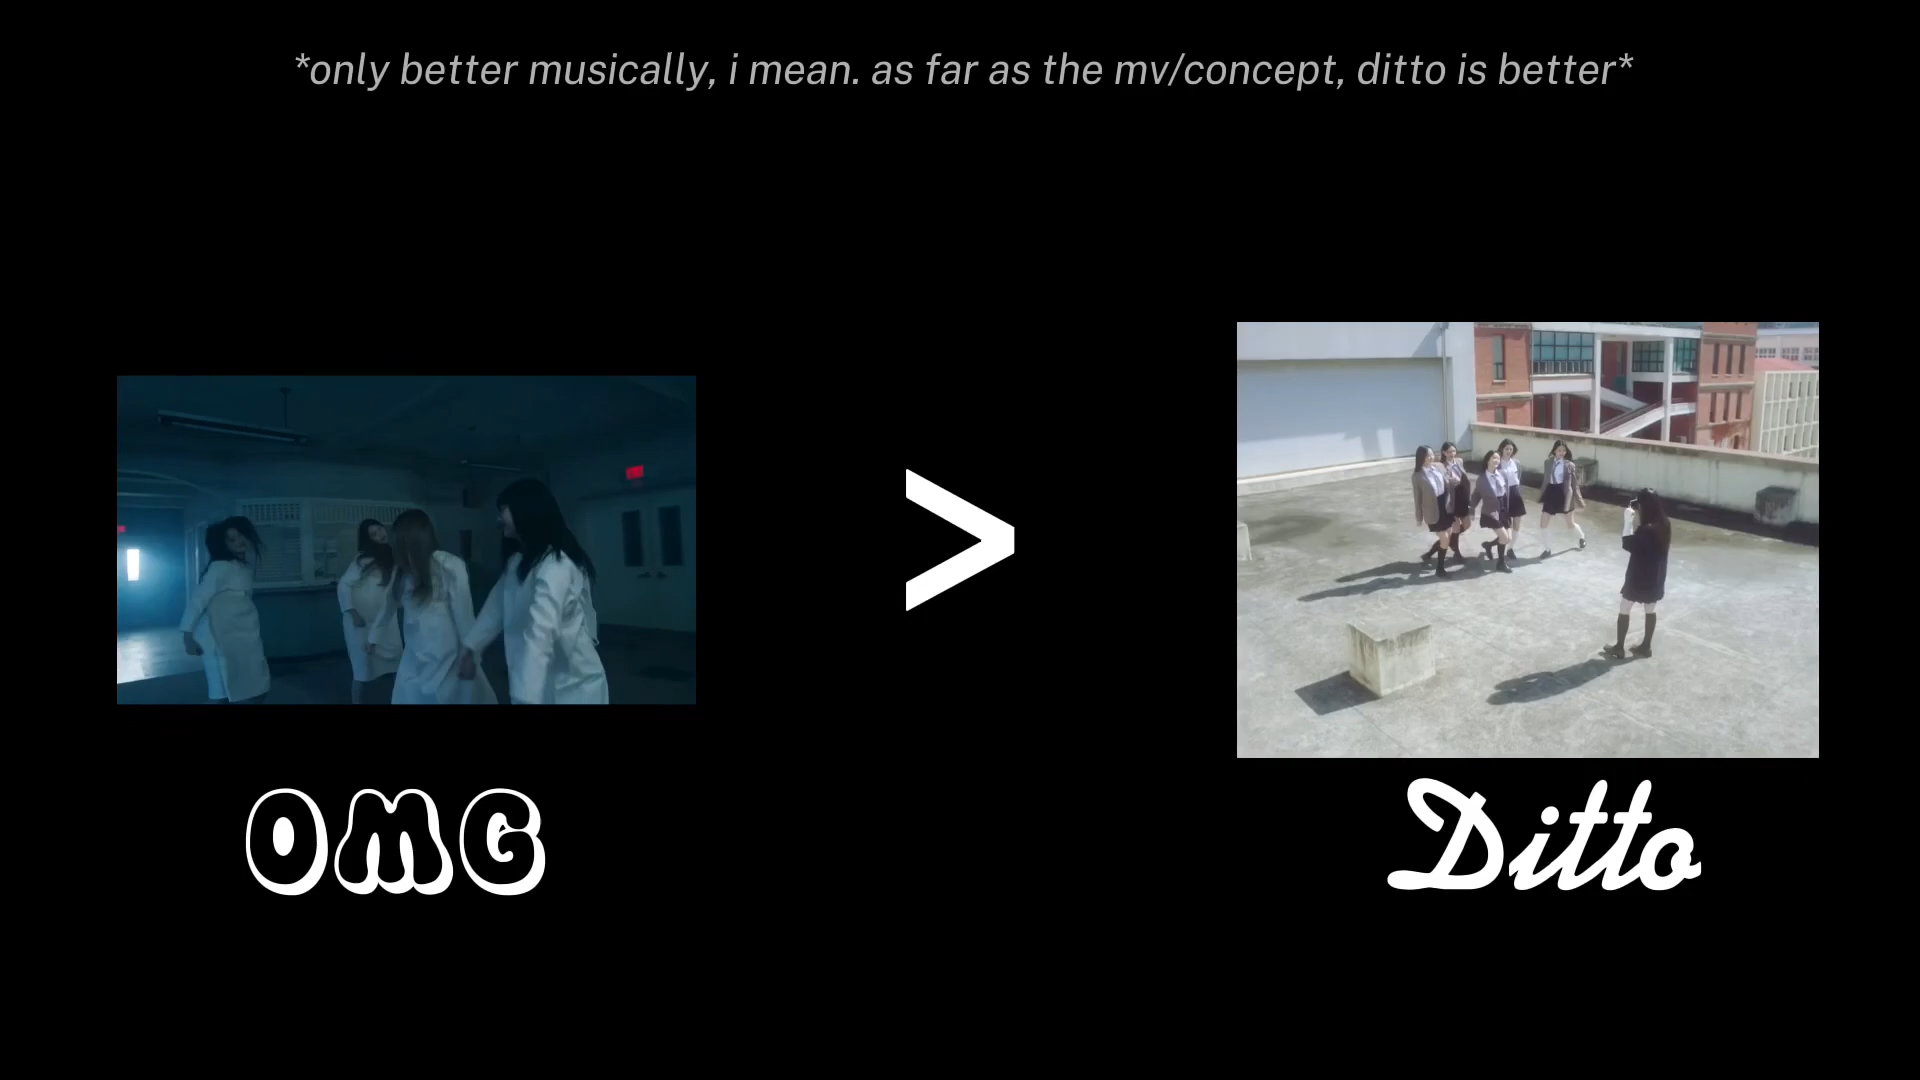 *only better musically, i mean. as far as the mv/concept, ditto is better*
>
OMG
Ditto